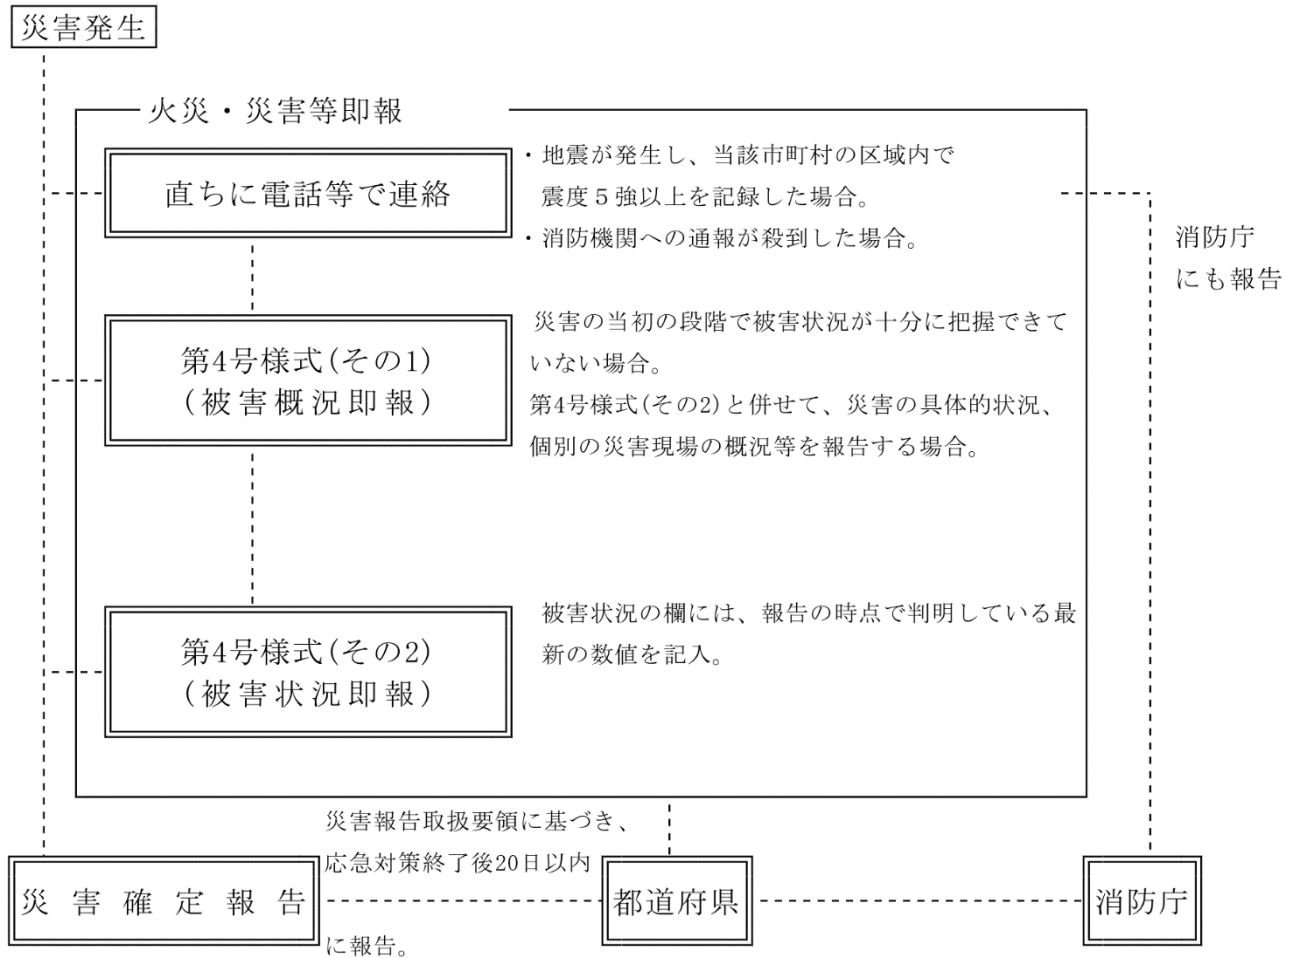 災害発生
火災・災害等即報
直ちに電話等で連絡
・地震が発生し、当該市町村の区域内で
震度５強以上を記録した場合。
・消防機関への通報が殺到した場合。
消防庁
にも報告
第4号様式(その1)
(被害概況即報)
災害の当初の段階で被害状況が十分に把握できて
いない場合。
第4号様式(その2)と併せて、災害の具体的状況、
個別の災害現場の概況等を報告する場合。
第4号様式(その2)
(被害状況即報)
被害状況の欄には、報告の時点で判明している最
新の数値を記入。
災害報告取扱要領に基づき、
応急対策終了後20日以内
に報告。
災害確定報告
都道府県
消防庁